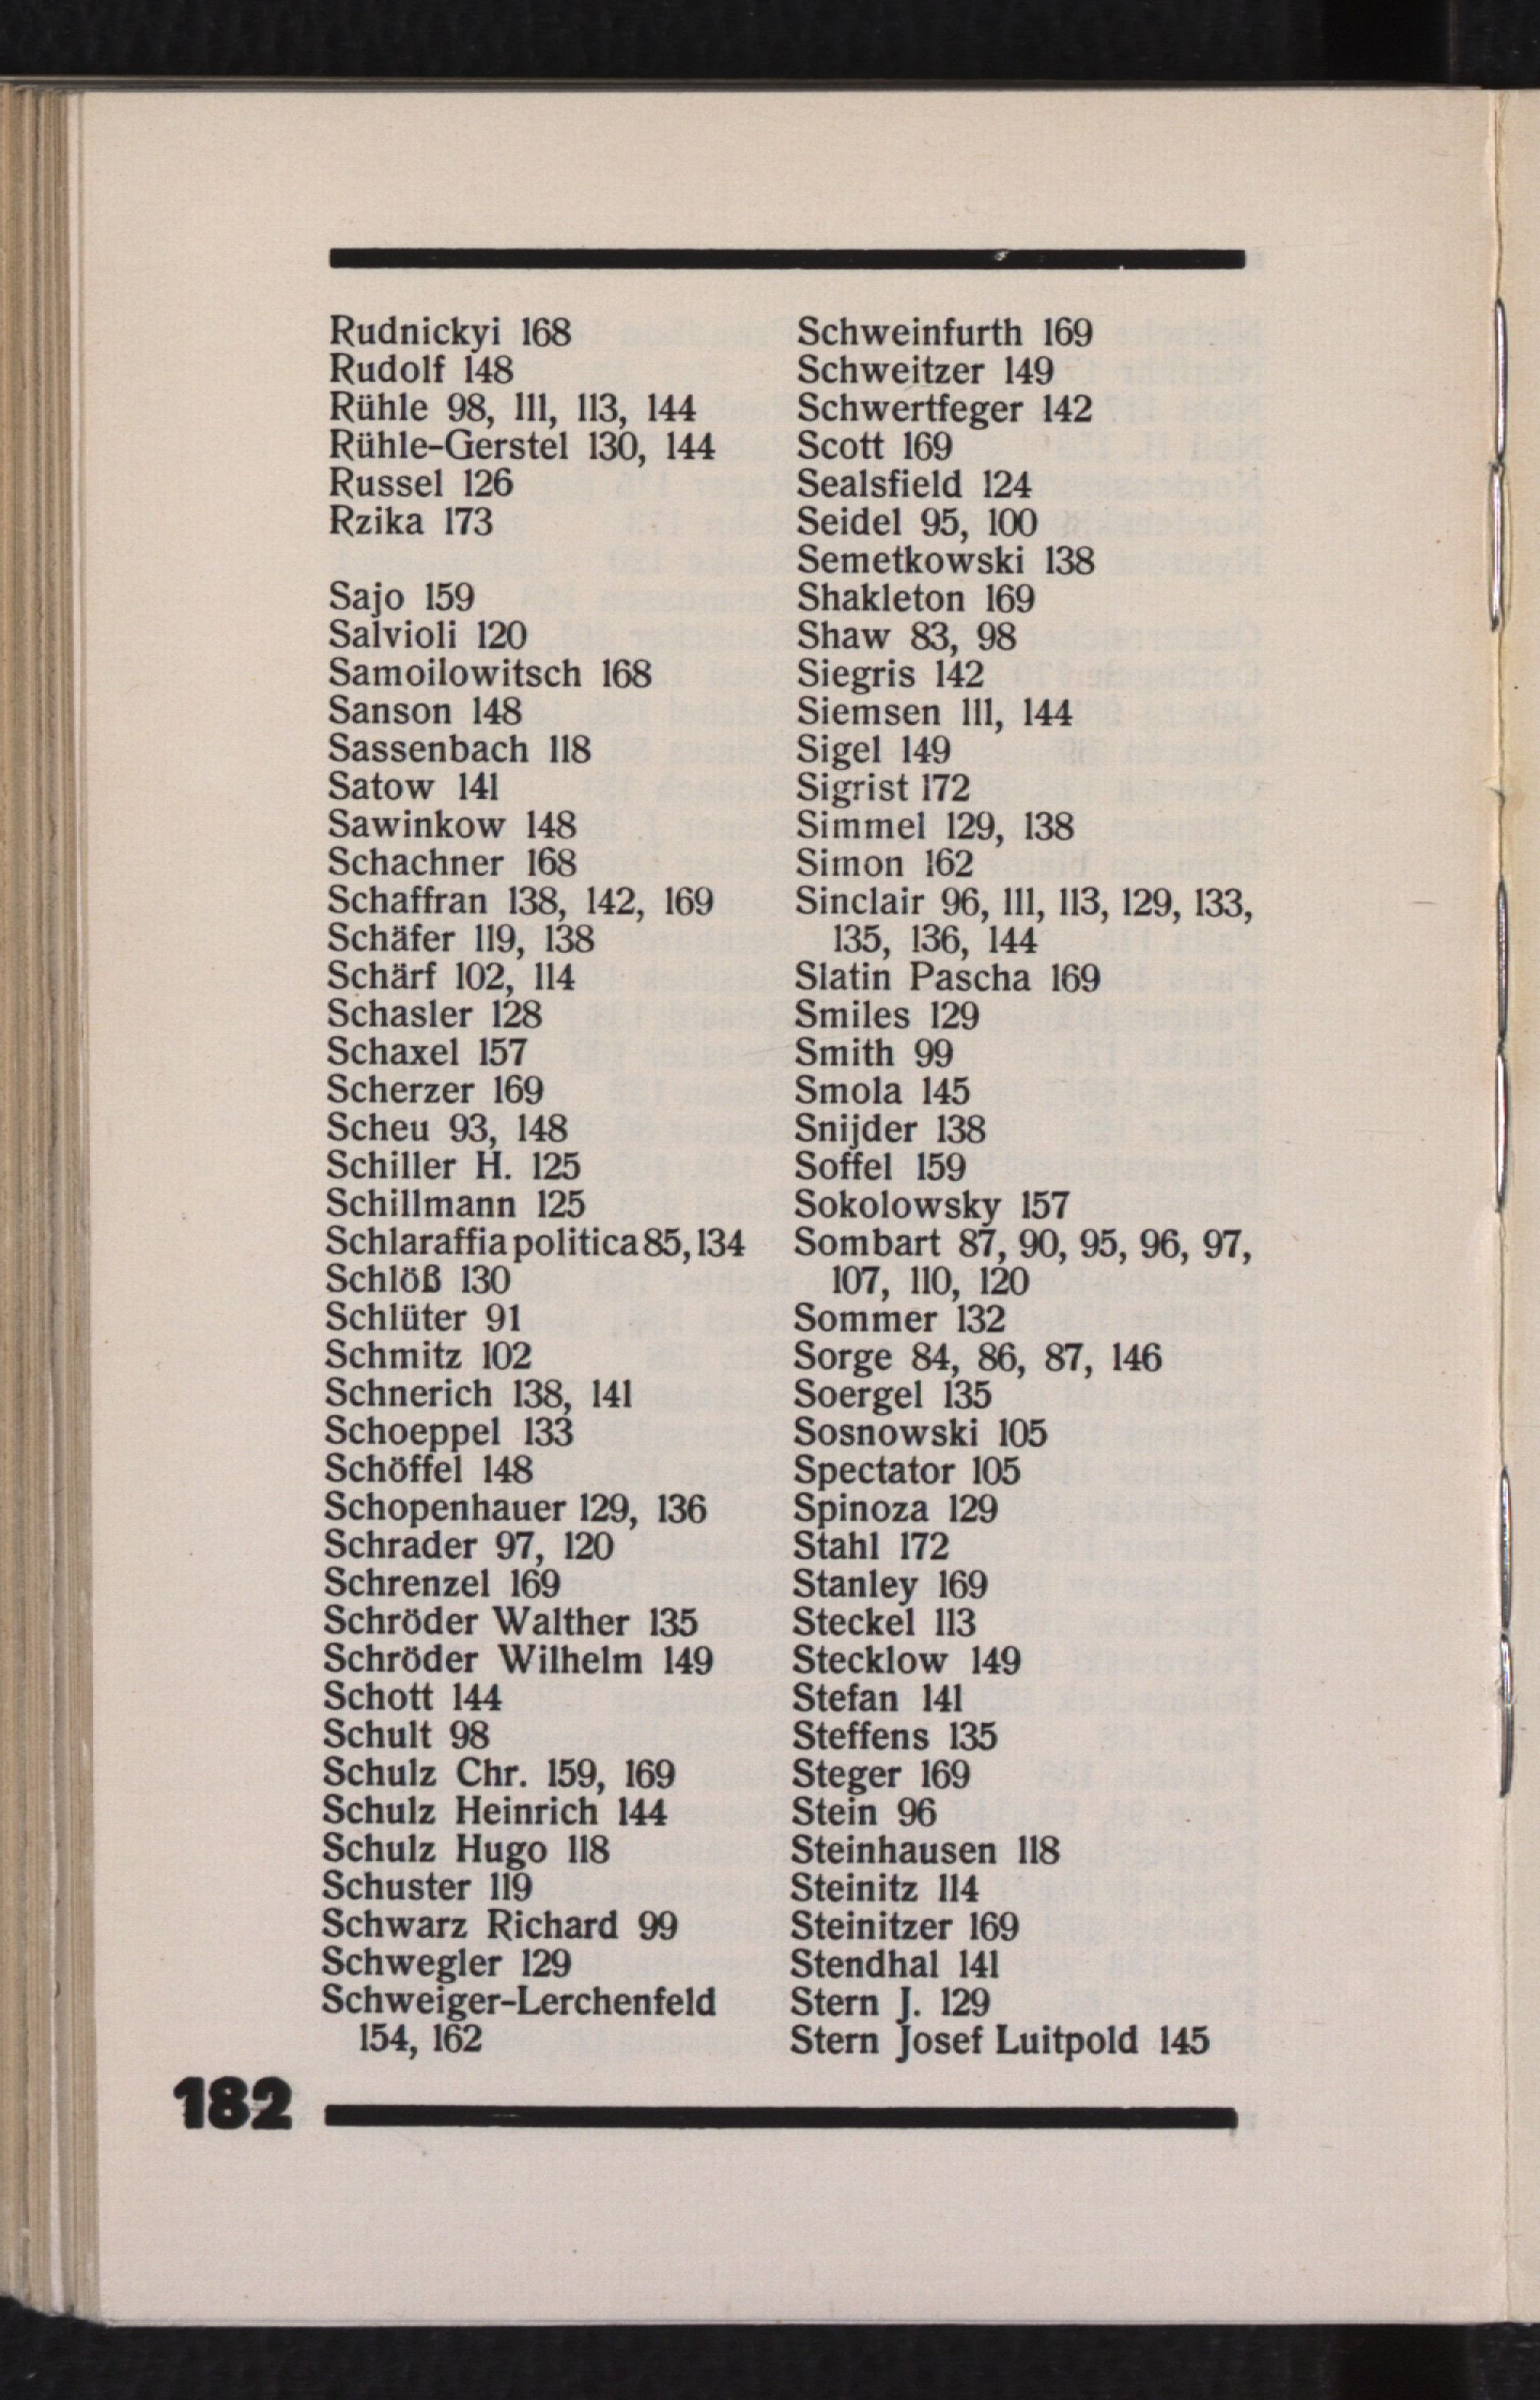 Rudnickyi 168
Rudolf 148
Rühle 98, 111, 113, 144
Rühle-Gerstel 130, 144
Russel 126
Rzika 173
Sajo 159
Salvioli 120
Samoilowitsch 168
Sanson 148
Sassenbach 118
Satow 141
Sawinkow 148
Schachner 168
Schaffran 138, 142, 169
Schäfer 119, 138
Schärf 102, 114
Schasler 128
Schaxel 157
Scherzer 169
Scheu 93, 148
Schiller H. 125
Schillmann 125
Schlaraffia politica 85, 134
Schlöß 130
Schlüter 91
Schmitz 102
Schnerich 138, 141
Schoeppel 133
Schöffel 148
Schopenhauer 129, 136
Schrader 97, 120
Schrenzel 169
Schröder Walther 135
Schröder Wilhelm 149
Schott 144
Schult 98
Schulz Chr. 159, 169
Schulz Heinrich 144
Schulz Hugo 118
Schuster 119
Schwarz Richard 99
Schwegler 129
Schweiger-Lerchenfeld
154, 162
Schweinfurth 169
Schweitzer 149
Schwertfeger 142
Scott 169
Sealsfield 124
Seidel 95, 100
Semetkowski 138
Shakleton 169
Shaw 83, 98
Siegris 142
Siemsen 111, 144
Sigel 149
Sigrist 172
Simmel 129, 138
Simon 162
Sinclair 96, 111, 113, 129, 133,
135, 136, 144
Slatin Pascha 169
Smiles 129
Smith 99
Smola 145
Snijder 138
Soffel 159
Sokolowsky 157
Sombart 87, 90, 95, 96, 97,
107, 110, 120
Sommer 132
Sorge 84, 86, 87, 146
Soergel 135
Sosnowski 105
Spectator 105
Spinoza 129
Stahl 172
Stanley 169
Steckel 113
Stecklow 149
Stefan 141
Steffens 135
Steger 169
Stein 96
Steinhausen 118
Steinitz 114
Steinitzer 169
Stendhal 141
Stern J. 129
Stern Josef Luitpold 145
182